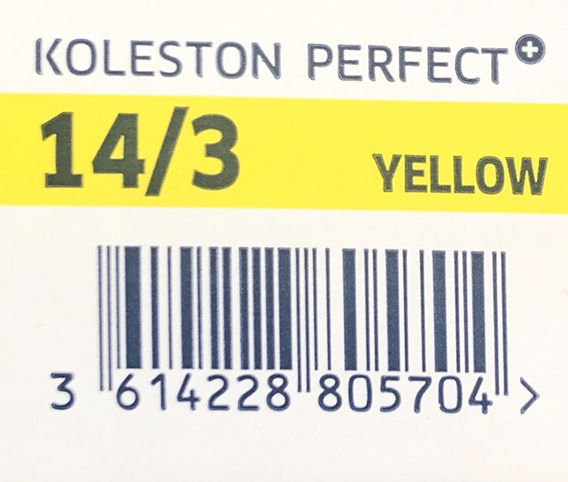 KOLESTON PERFECT⊕
14/3 YELLOW
3 614228 805704 >